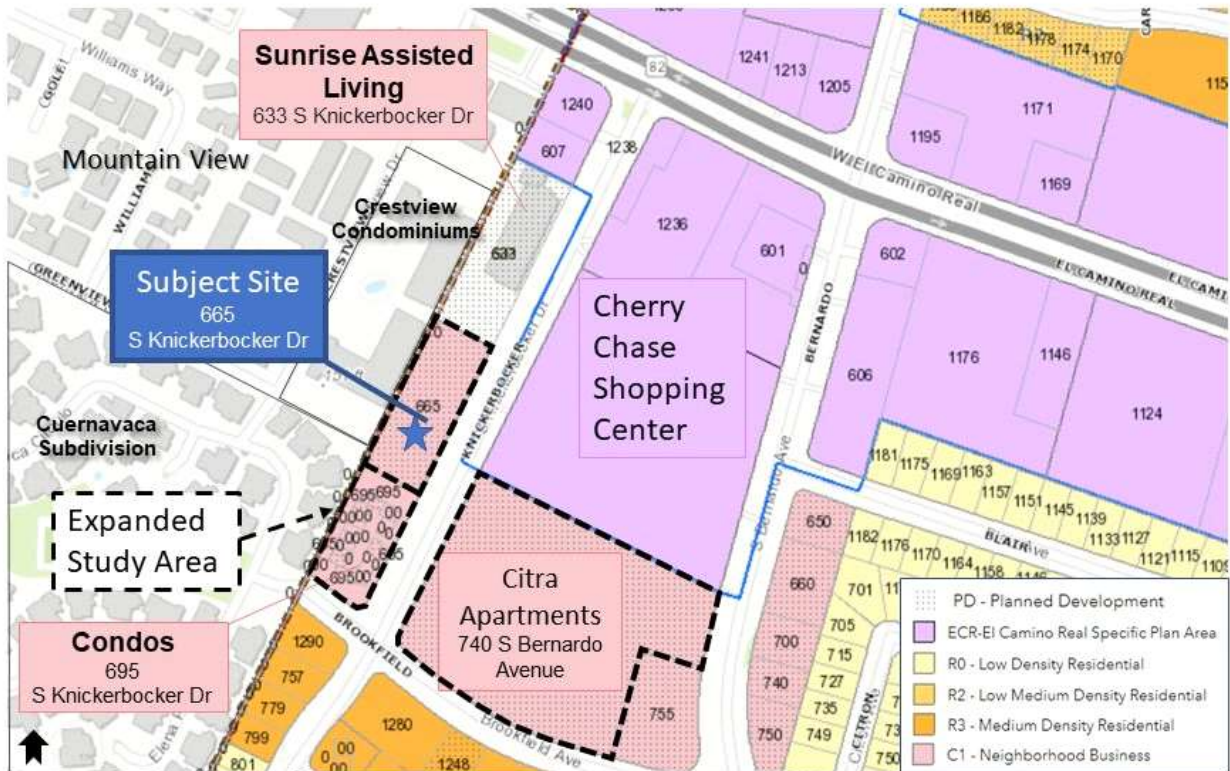 Sunrise Assisted
Living
633 S Knickerbocker Dr
Williams Way
Mountain View
WILLIAM
Crestview
Condominiums
Subject Site
665
S Knickerbocker Dr
Cuernavaca
Subdivision
Expanded
Study Area
Condos
695
S Knickerbocker Dr
Cherry
Chase
Shopping
Center
Citra
Apartments
740 S Bernardo
Avenue
82
W El Camino Real
EL CAMINO REAL
KNICKERBOCKER
BERNARDO
S Bernardo Ave
BLAIR Ave
BROOKFIELD
Brookfield Ave
1240
607
1238
633
665
695
1236
601
1241
1213
1205
1186
1182
1178
1174
1170
1171
1195
1169
602
606
1176
1146
1124
1181
1175
1169
1163
1157
1151
1145
1139
1133
1127
1121
1115
650
660
700
740
750
1182
1176
1170
1164
1158
701
705
715
727
735
749
755
1290
757
779
799
801
1280
1248
PD - Planned Development
ECR-El Camino Real Specific Plan Area
R0 - Low Density Residential
R2 - Low Medium Density Residential
R3 - Medium Density Residential
C1 - Neighborhood Business